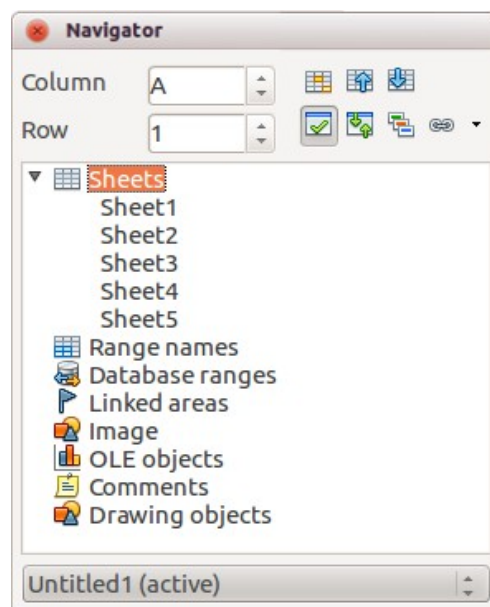 Navigator
Column A
Row 1
Sheets
Sheet1
Sheet2
Sheet3
Sheet4
Sheet5
Range names
Database ranges
Linked areas
Image
OLE objects
Comments
Drawing objects
Untitled1 (active)